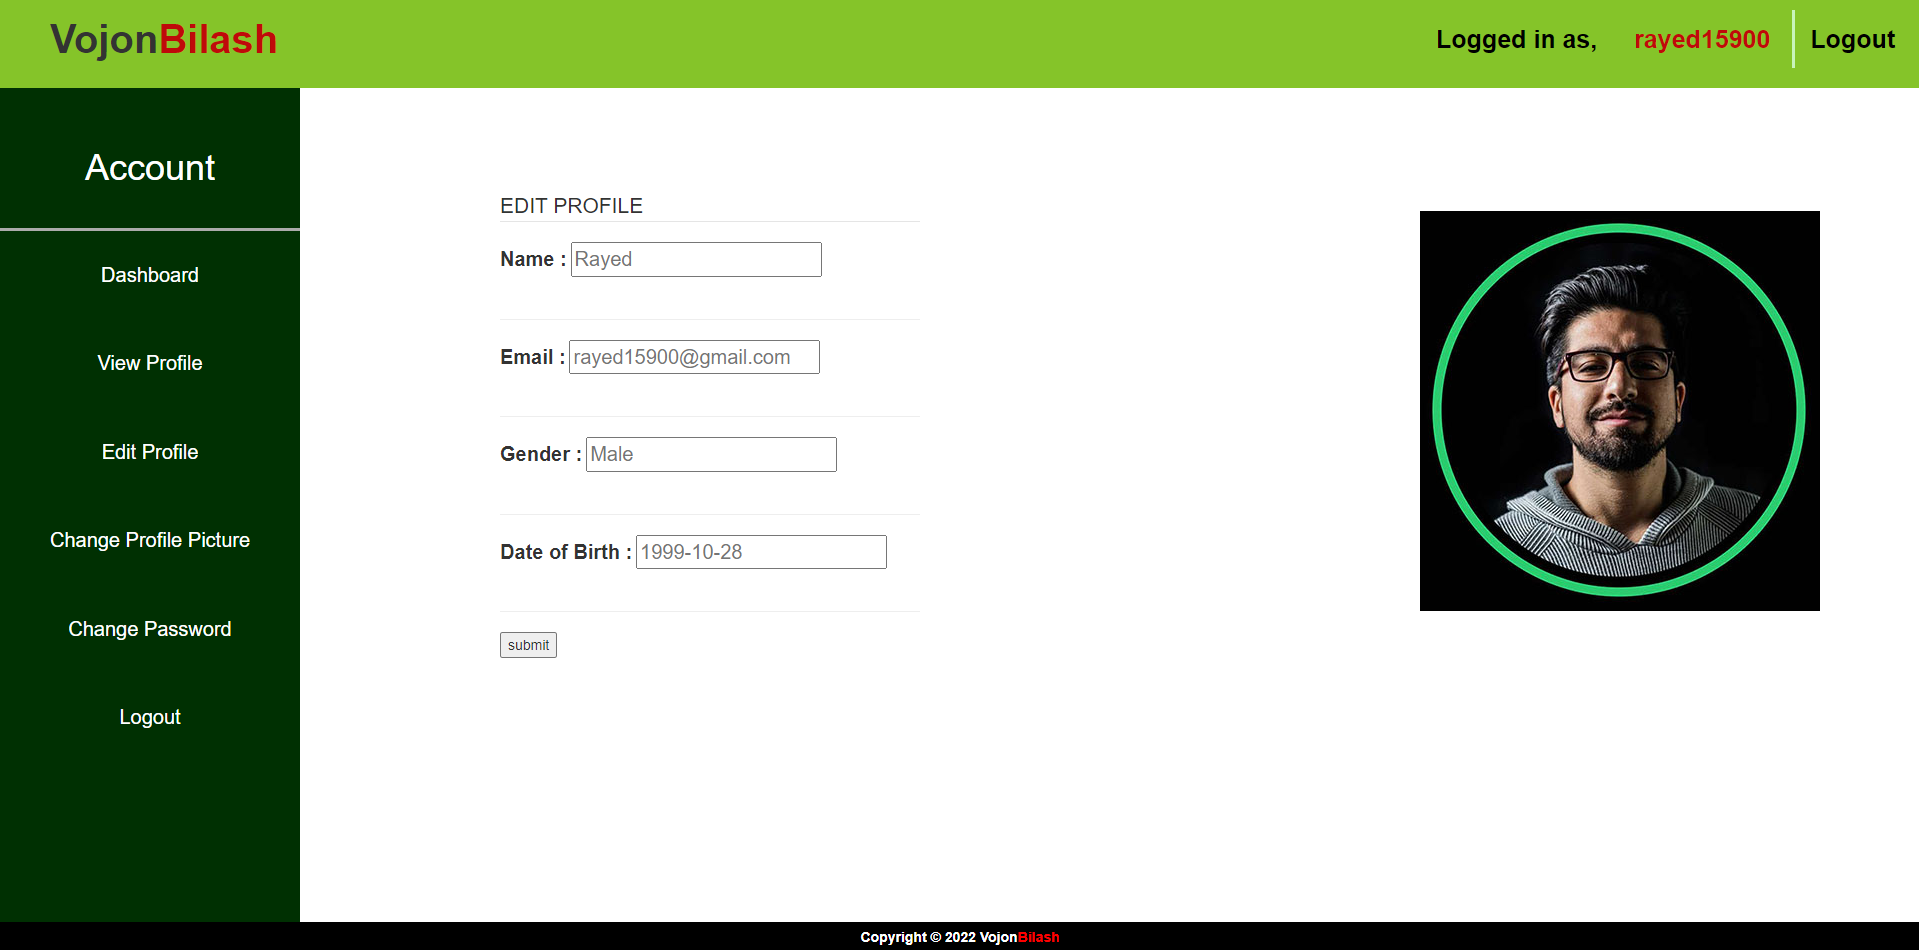 VojonBilash
Logged in as, rayed15900 Logout
Account
Dashboard
View Profile
Edit Profile
Change Profile Picture
Change Password
Logout
EDIT PROFILE
Name : Rayed
Email : rayed15900@gmail.com
Gender : Male
Date of Birth : 1999-10-28
submit
Copyright © 2022 VojonBilash